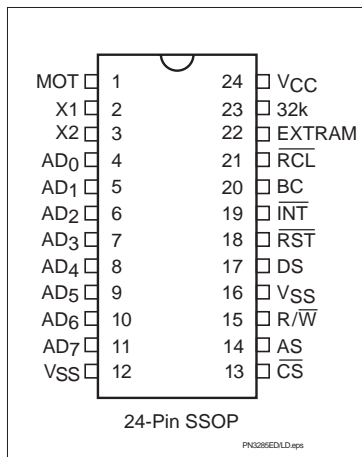 MOT 1 24 VCC
X1 2 23 32k
X2 3 22 EXTRAM
AD0 4 21 RCL
AD1 5 20 BC
AD2 6 19 INT
AD3 7 18 RST
AD4 8 17 DS
AD5 9 16 VSS
AD6 10 15 R/W
AD7 11 14 AS
VSS 12 13 CS
24-Pin SSOP
PN3285ED/LD.eps